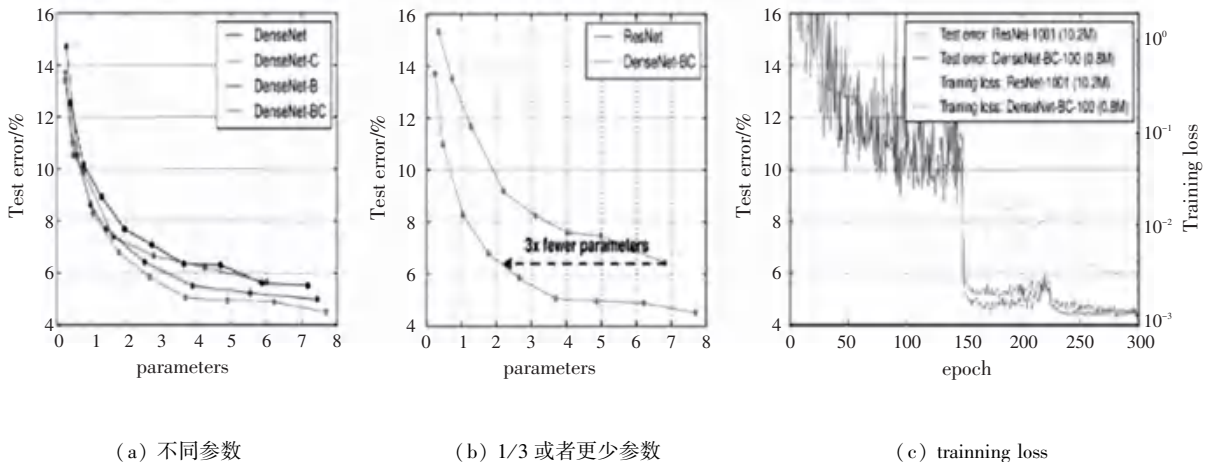 16
14
12
10
8
6
4
Test error/%
0 1 2 3 4 5 6 7 8
parameters
DenseNet
DenseNet-C
DenseNet-B
DenseNet-BC
(a) 不同参数
16
14
12
10
8
6
4
Test error/%
0 1 2 3 4 5 6 7 8
parameters
ResNet
DenseNet-BC
3x fewer parameters
(b) 1/3 或者更少参数
16
14
12
10
8
6
4
Test error/%
0 50 100 150 200 250 300
epoch
Test error: ResNet-1001 (10.2M)
Test error: DenseNet-BC-100 (0.8M)
Training loss: ResNet-1001 (10.2M)
Training loss: DenseNet-BC-100 (0.8M)
10⁰
10⁻¹
10⁻²
10⁻³
Training loss
(c) trainning loss